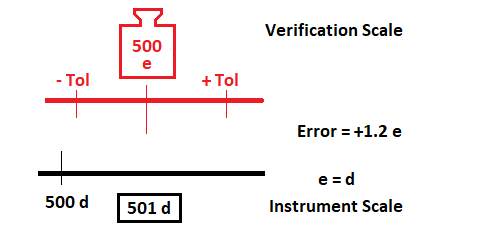 Verification Scale
500
e
- Tol
+ Tol
Error = +1.2 e
e = d
500 d
501 d
Instrument Scale